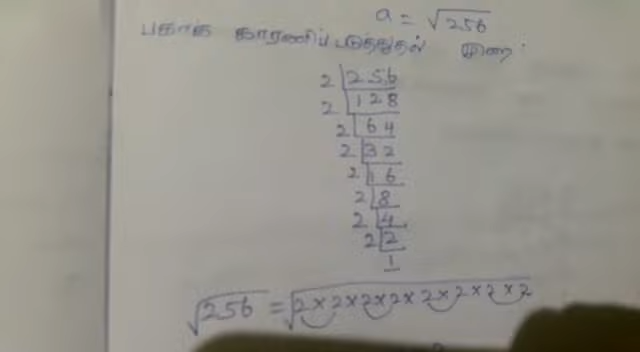 a = √256
பகாக் காரணிப்படுத்துதல் முறை:
2 | 256
2 | 128
2 | 64
2 | 32
2 | 16
2 | 8
2 | 4
2 | 2
1
√256 = √2×2×2×2×2×2×2×2